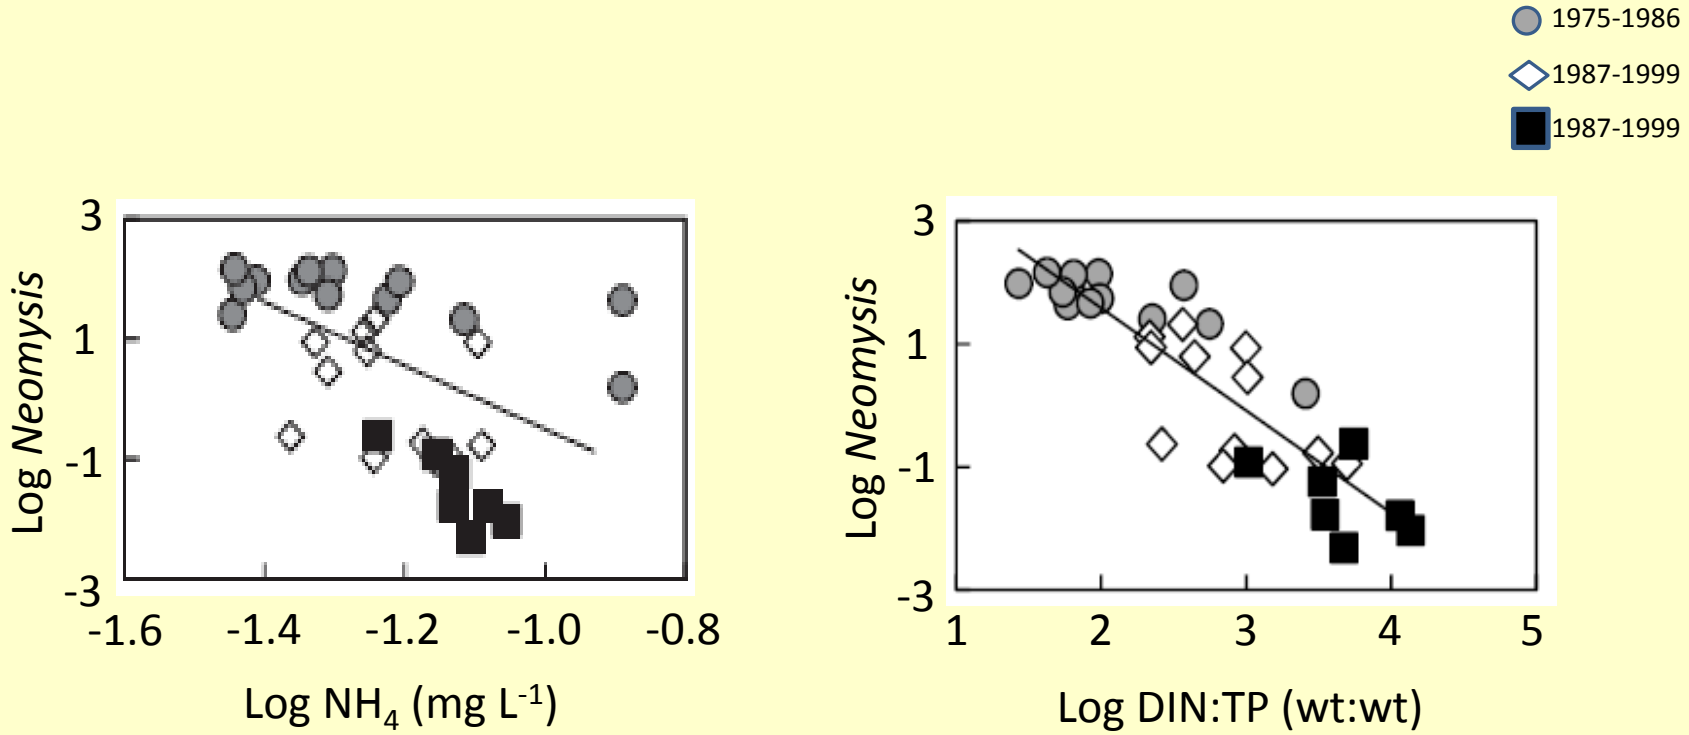 1975-1986
1987-1999
1987-1999
3
1
-1
-3
Log Neomysis
-1.6 -1.4 -1.2 -1.0 -0.8
Log NH₄ (mg L⁻¹)
3
1
-1
-3
Log Neomysis
1 2 3 4 5
Log DIN:TP (wt:wt)